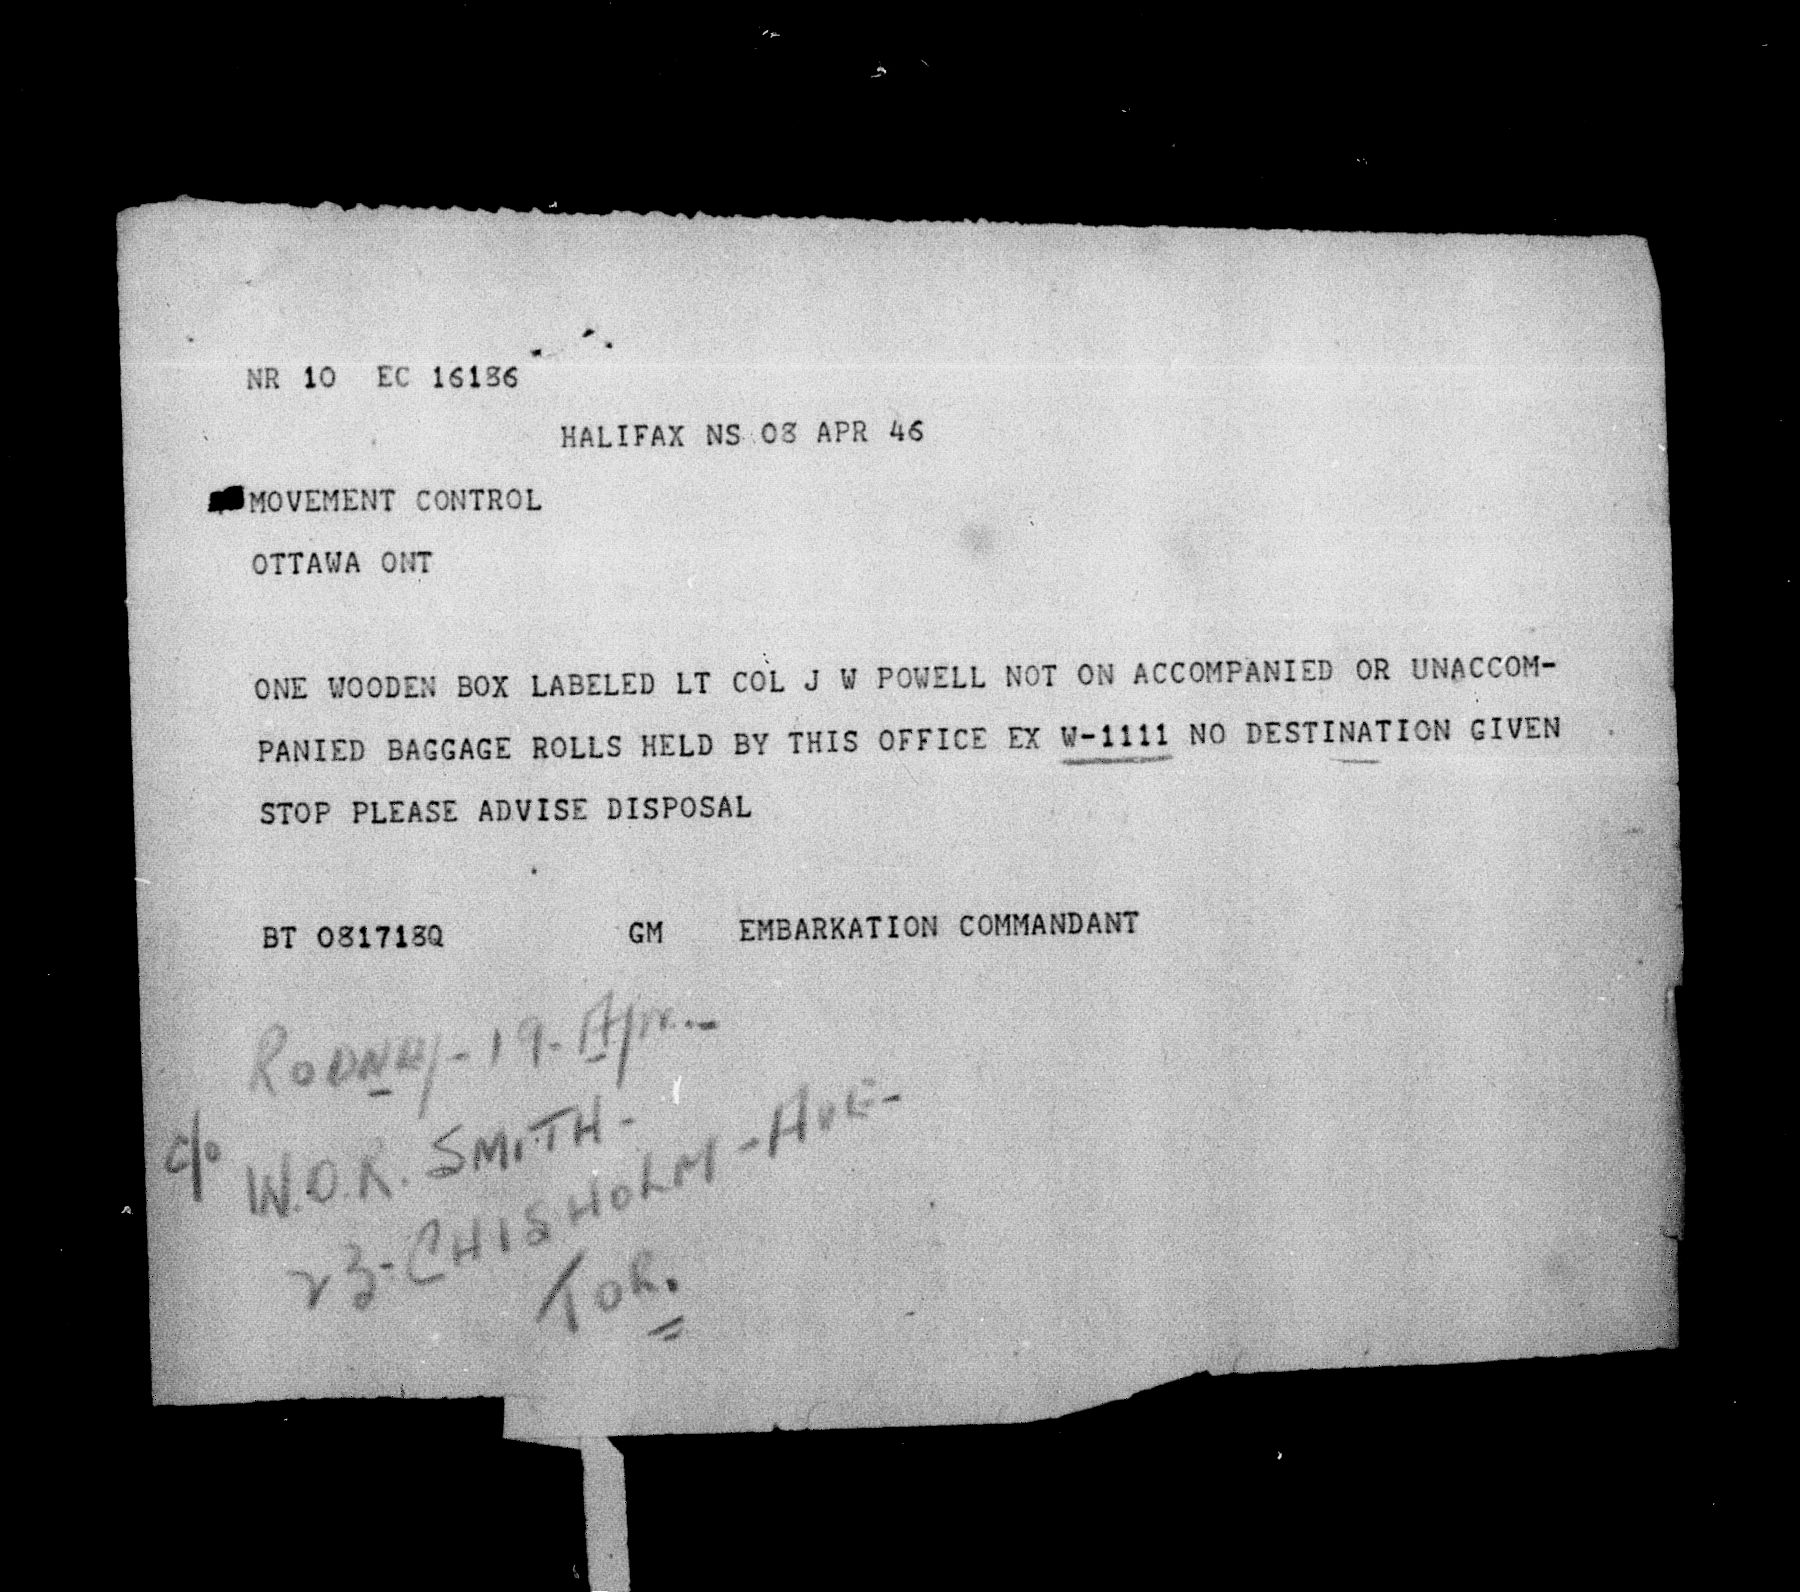 NR 10 EC 16186
HALIFAX NS 08 APR 46
MOVEMENT CONTROL
OTTAWA ONT
ONE WOODEN BOX LABELED LT COL J W POWELL NOT ON ACCOMPANIED OR UNACCOM-
PANIED BAGGAGE ROLLS HELD BY THIS OFFICE EX W-1111 NO DESTINATION GIVEN
STOP PLEASE ADVISE DISPOSAL
BT 081718Q GM EMBARKATION COMMANDANT
RODNEY-19-Apr.-
c/o W.D.R. SMITH-
23-CHISHOLM-AVE-
TOR.